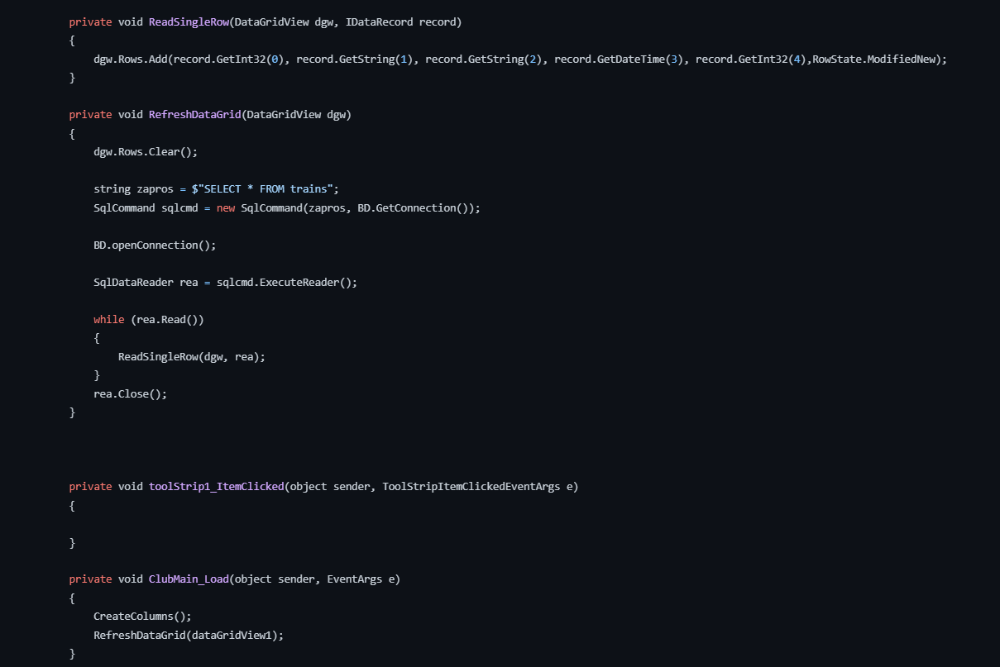 private void ReadSingleRow(DataGridView dgw, IDataRecord record)
{
dgw.Rows.Add(record.GetInt32(0), record.GetString(1), record.GetString(2), record.GetDateTime(3), record.GetInt32(4),RowState.ModifiedNew);
}
private void RefreshDataGrid(DataGridView dgw)
{
dgw.Rows.Clear();
string zapros = $"SELECT * FROM trains";
SqlCommand sqlcmd = new SqlCommand(zapros, BD.GetConnection());
BD.openConnection();
SqlDataReader rea = sqlcmd.ExecuteReader();
while (rea.Read())
{
ReadSingleRow(dgw, rea);
}
rea.Close();
}
private void toolStrip1_ItemClicked(object sender, ToolStripItemClickedEventArgs e)
{
}
private void ClubMain_Load(object sender, EventArgs e)
{
CreateColumns();
RefreshDataGrid(dataGridView1);
}